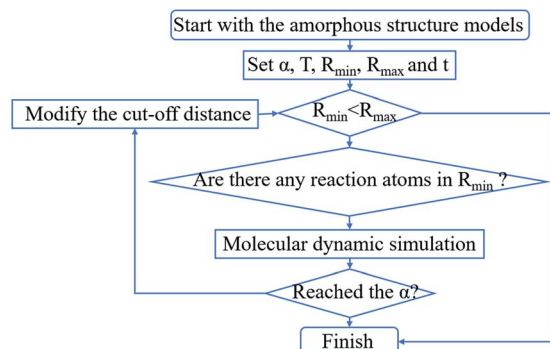 Start with the amorphous structure models
Set α, T, Rmin, Rmax and t
Modify the cut-off distance
Rmin<Rmax
Are there any reaction atoms in Rmin ?
Molecular dynamic simulation
Reached the α?
Finish